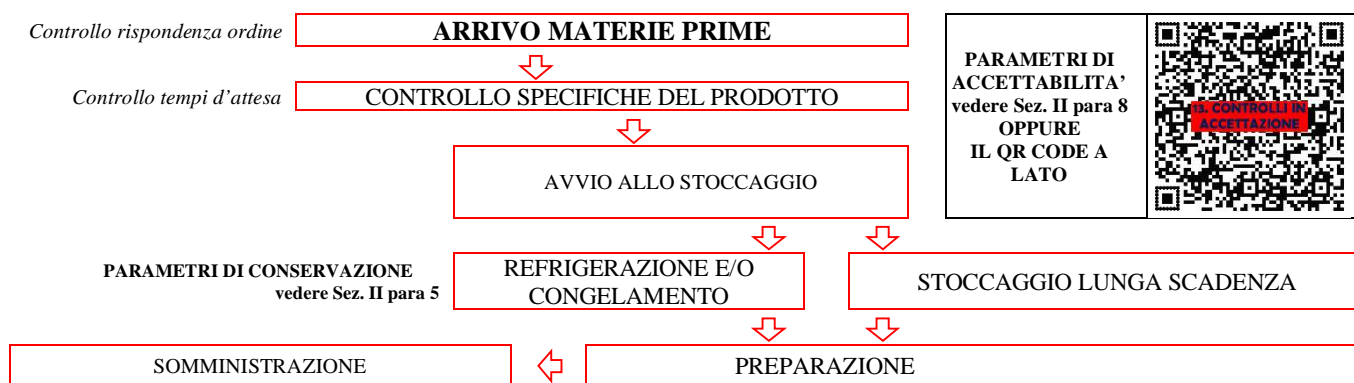 Controllo rispondenza ordine
ARRIVO MATERIE PRIME
Controllo tempi d'attesa
CONTROLLO SPECIFICHE DEL PRODOTTO
PARAMETRI DI
ACCETTABILITA'
vedere Sez. II para 8
OPPURE
IL QR CODE A
LATO
13. CONTROLLI IN
ACCETTAZIONE
AVVIO ALLO STOCCAGGIO
PARAMETRI DI CONSERVAZIONE
vedere Sez. II para 5
REFRIGERAZIONE E/O
CONGELAMENTO
STOCCAGGIO LUNGA SCADENZA
SOMMINISTRAZIONE
PREPARAZIONE